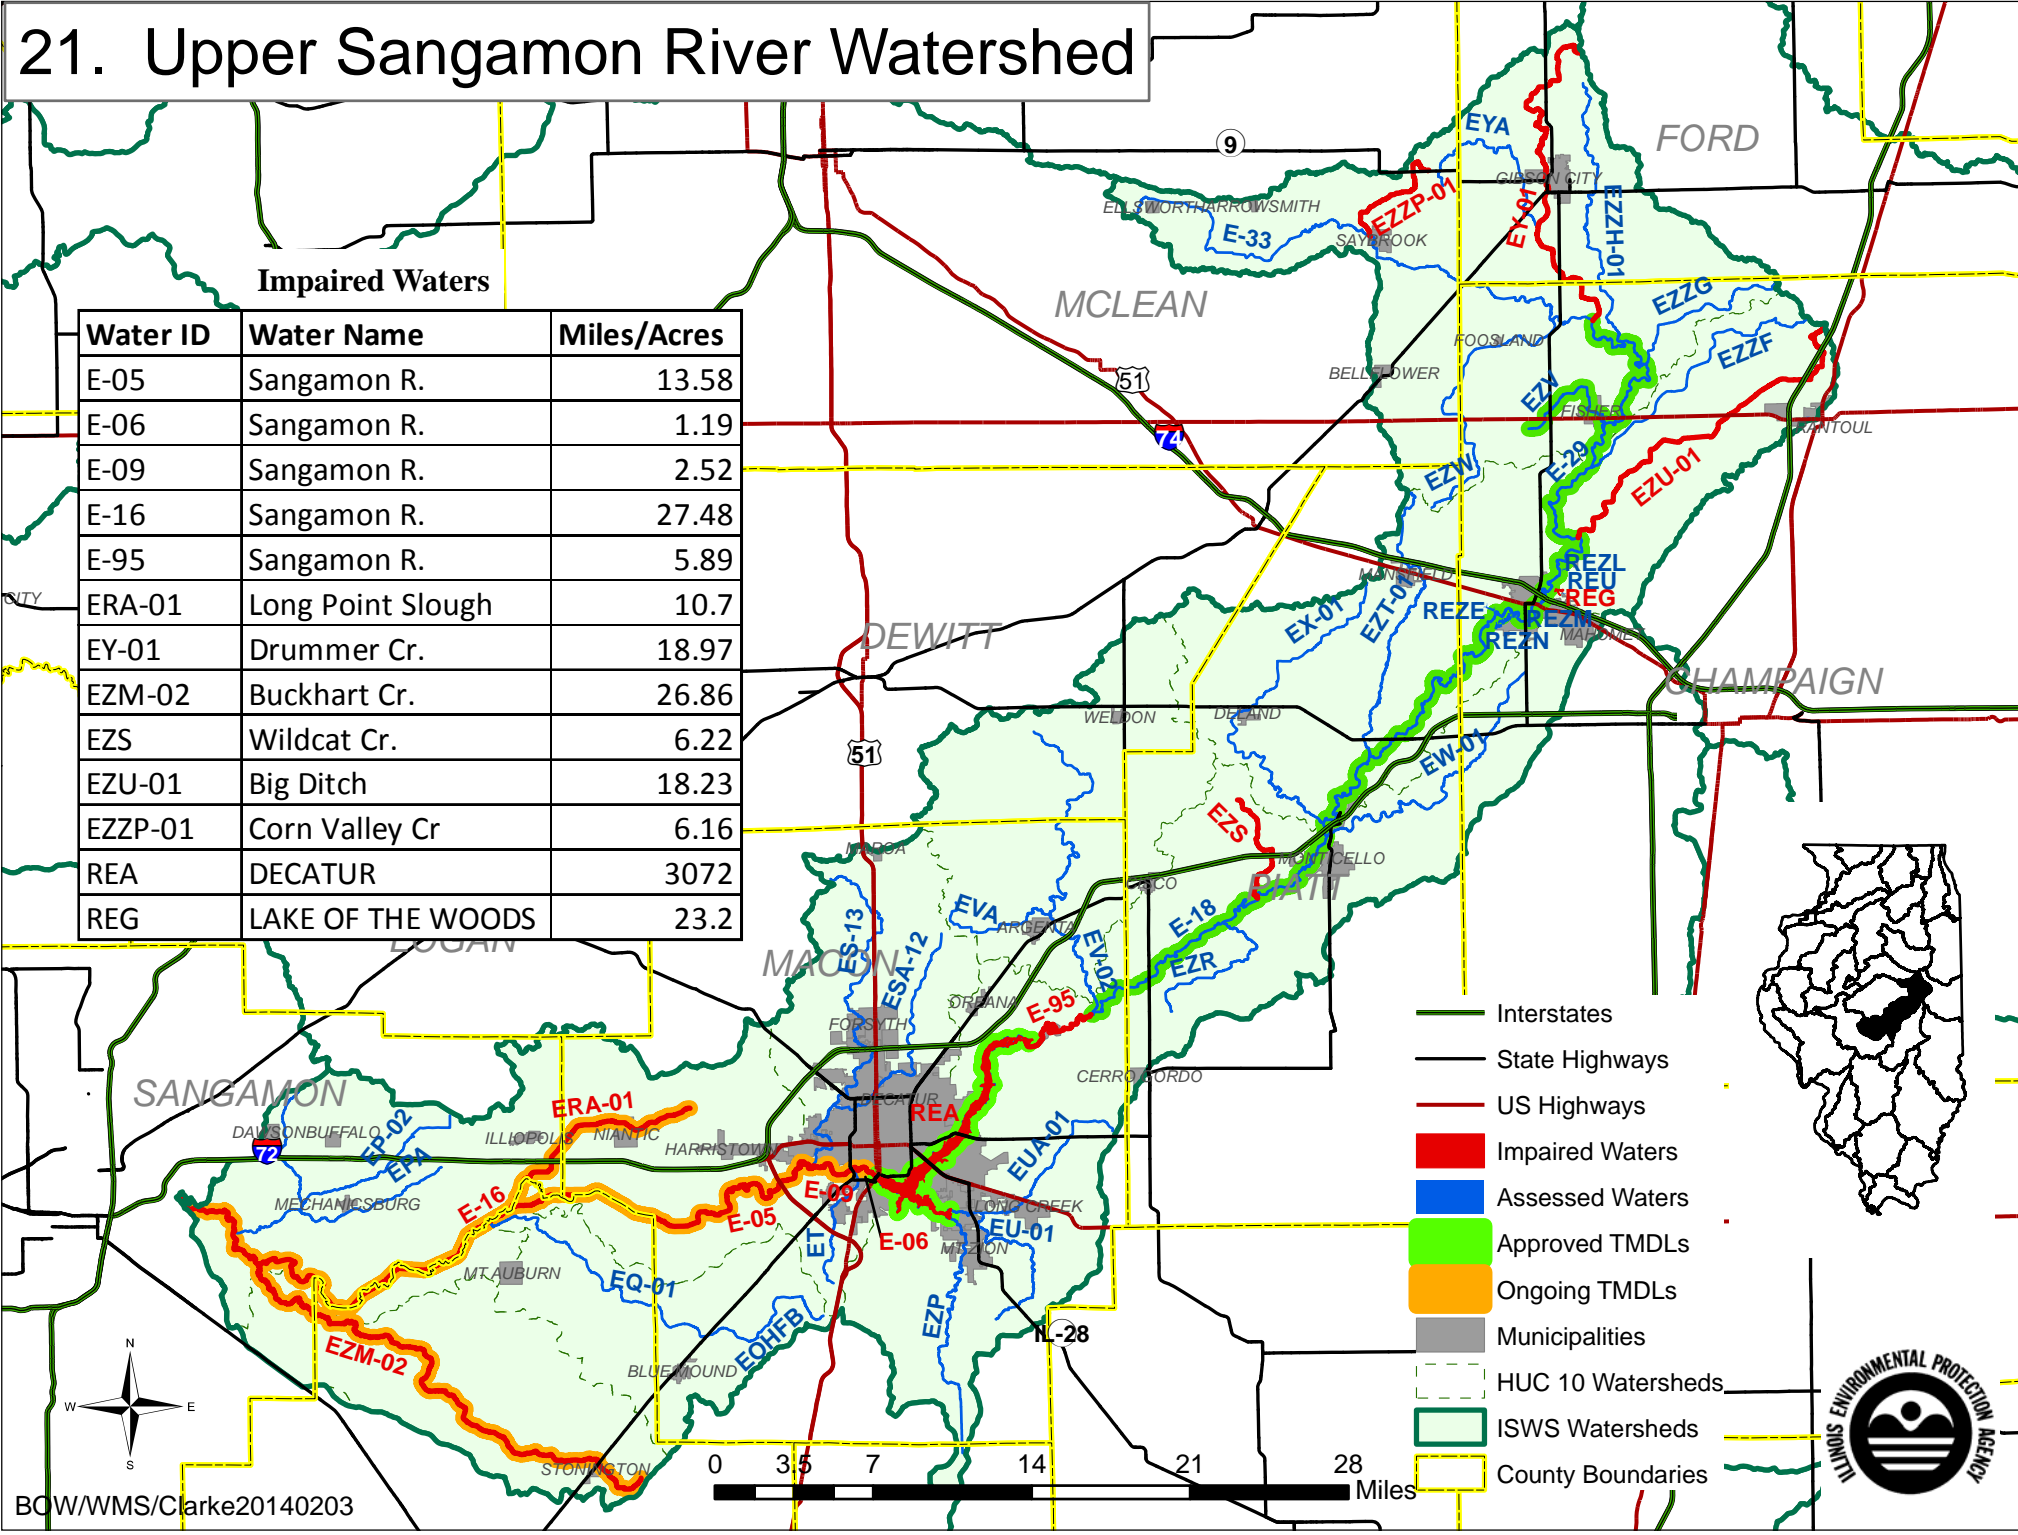 21. Upper Sangamon River Watershed
Impaired Waters
Water ID Water Name Miles/Acres
E-05 Sangamon R. 13.58
E-06 Sangamon R. 1.19
E-09 Sangamon R. 2.52
E-16 Sangamon R. 27.48
E-95 Sangamon R. 5.89
ERA-01 Long Point Slough 10.7
EY-01 Drummer Cr. 18.97
EZM-02 Buckhart Cr. 26.86
EZS Wildcat Cr. 6.22
EZU-01 Big Ditch 18.23
EZZP-01 Corn Valley Cr 6.16
REA DECATUR 3072
REG LAKE OF THE WOODS 23.2
FORD
9
EYA
GIBSON CITY
EZZP-01
ELLSWORTH
ARROWSMITH
E-33
SAYBROOK
EY-01
EZZH-01
MCLEAN
EZZG
FOOSLAND
EZZF
BELLFLOWER
51
EZV
FISHER
RANTOUL
74
E-29
EZW
EZU-01
MANSFIELD
REZL
REU
REG
CITY
EX-01
EZT-01
REZE
REZM
REZN
MAHOMET
DEWITT
CHAMPAIGN
WELDON
DELAND
51
EW-01
EZS
MONTICELLO
MAROA
CISCO
PIATT
EVA
ARGENTA
E-18
LOGAN
MACON
ES-13
ESA-12
EV-02
EZR
OREANA
E-95
FORSYTH
CERRO GORDO
SANGAMON
DECATUR
REA
ERA-01
DAWSON
BUFFALO
ILLIOPOLIS
NIANTIC
HARRISTOWN
72
EP-02
EPA
EUA-01
MECHANICSBURG
E-16
E-09
E-05
LONG CREEK
EU-01
ET
E-06
MT ZION
MT AUBURN
EQ-01
EZP
EZM-02
EOHFB
IL-28
BLUE MOUND
STONINGTON
N
W
E
S
BOW/WMS/Clarke20140203
0 3.5 7 14 21 28
Miles
Interstates
State Highways
US Highways
Impaired Waters
Assessed Waters
Approved TMDLs
Ongoing TMDLs
Municipalities
HUC 10 Watersheds
ISWS Watersheds
County Boundaries
ILLINOIS ENVIRONMENTAL PROTECTION AGENCY